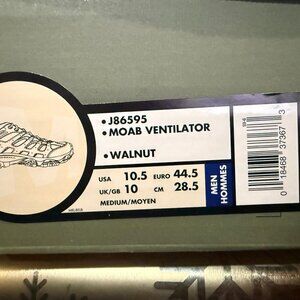 • J86595
• MOAB VENTILATOR
• WALNUT
USA 10.5 EURO 44.5
UK/GB 10 CM 28.5
MEDIUM/MOYEN
MEN
HOMMES
0 18468 37367 3